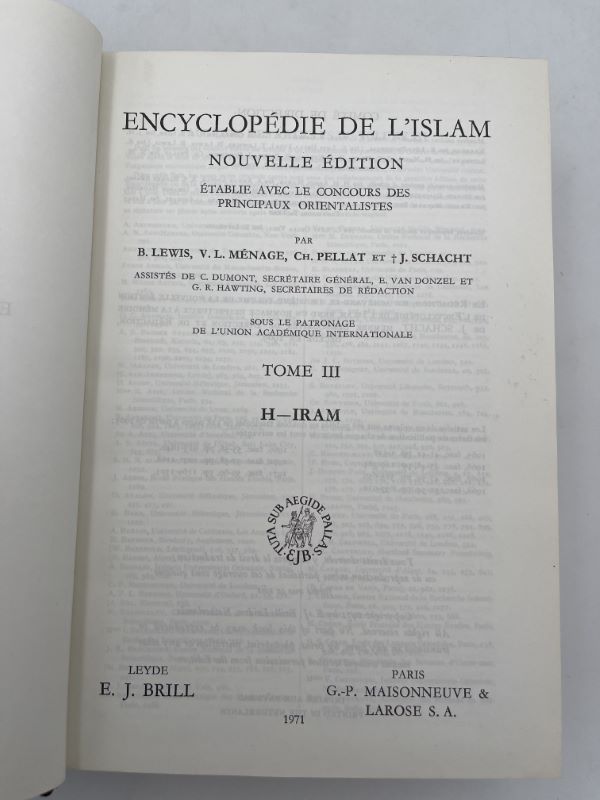 ENCYCLOPÉDIE DE L'ISLAM
NOUVELLE ÉDITION
ÉTABLIE AVEC LE CONCOURS DES
PRINCIPAUX ORIENTALISTES
PAR
B. LEWIS, V. L. MÉNAGE, CH. PELLAT ET † J. SCHACHT
ASSISTÉS DE C. DUMONT, SECRÉTAIRE GÉNÉRAL, E. VAN DONZEL ET
G. R. HAWTING, SECRÉTAIRES DE RÉDACTION
SOUS LE PATRONAGE
DE L'UNION ACADÉMIQUE INTERNATIONALE
TOME III
H—IRAM
TUTA SUB AEGIDE PALLAS
EJB
LEYDE
E. J. BRILL
PARIS
G.-P. MAISONNEUVE &
LAROSE S. A.
1971